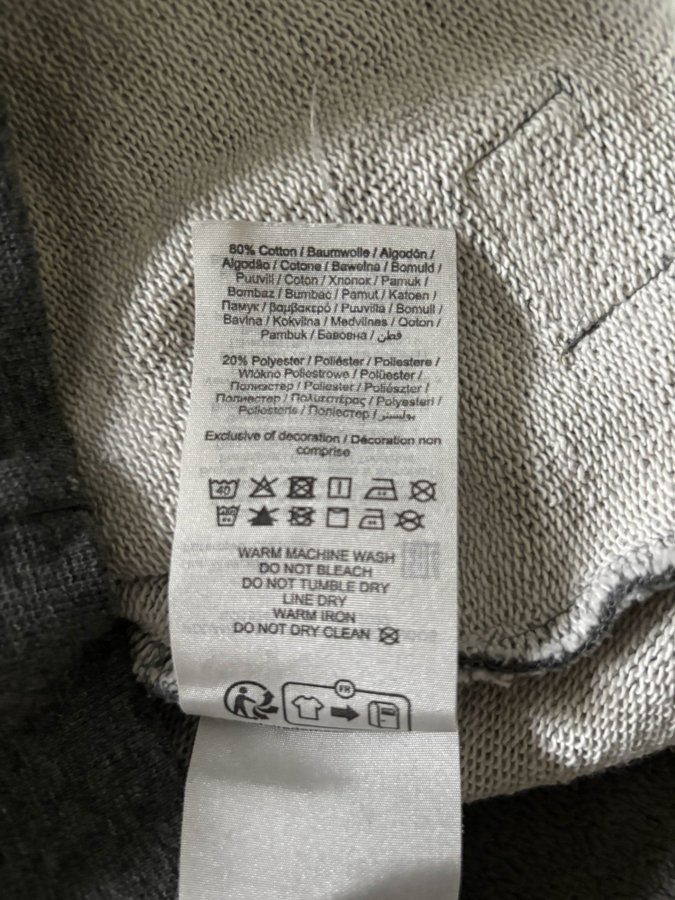 80% Cotton / Baumwolle / Algodón /
Algodão / Cotone / Bawełna / Bomuld /
Puuvill / Coton / Хлопок / Pamuk /
Bombaz / Bumbac / Pamut / Katoen /
Памук / Βαμβακερό / Puuvilla / Bomull /
Bavlna / Kokvilna / Medvilnes / Qoton /
Pambuk / Бавовна / قطن
20% Polyester / Poliéster / Poliestere /
Włókno Poliestrowe / Polüester /
Полиэстер / Poliester / Poliészter /
Полиестер / Πολυεστέρας / Polyesteri /
Poliesteris / Поліестер / بوليستر
Exclusive of decoration / Décoration non
comprise
40
WARM MACHINE WASH
DO NOT BLEACH
DO NOT TUMBLE DRY
LINE DRY
WARM IRON
DO NOT DRY CLEAN
FR